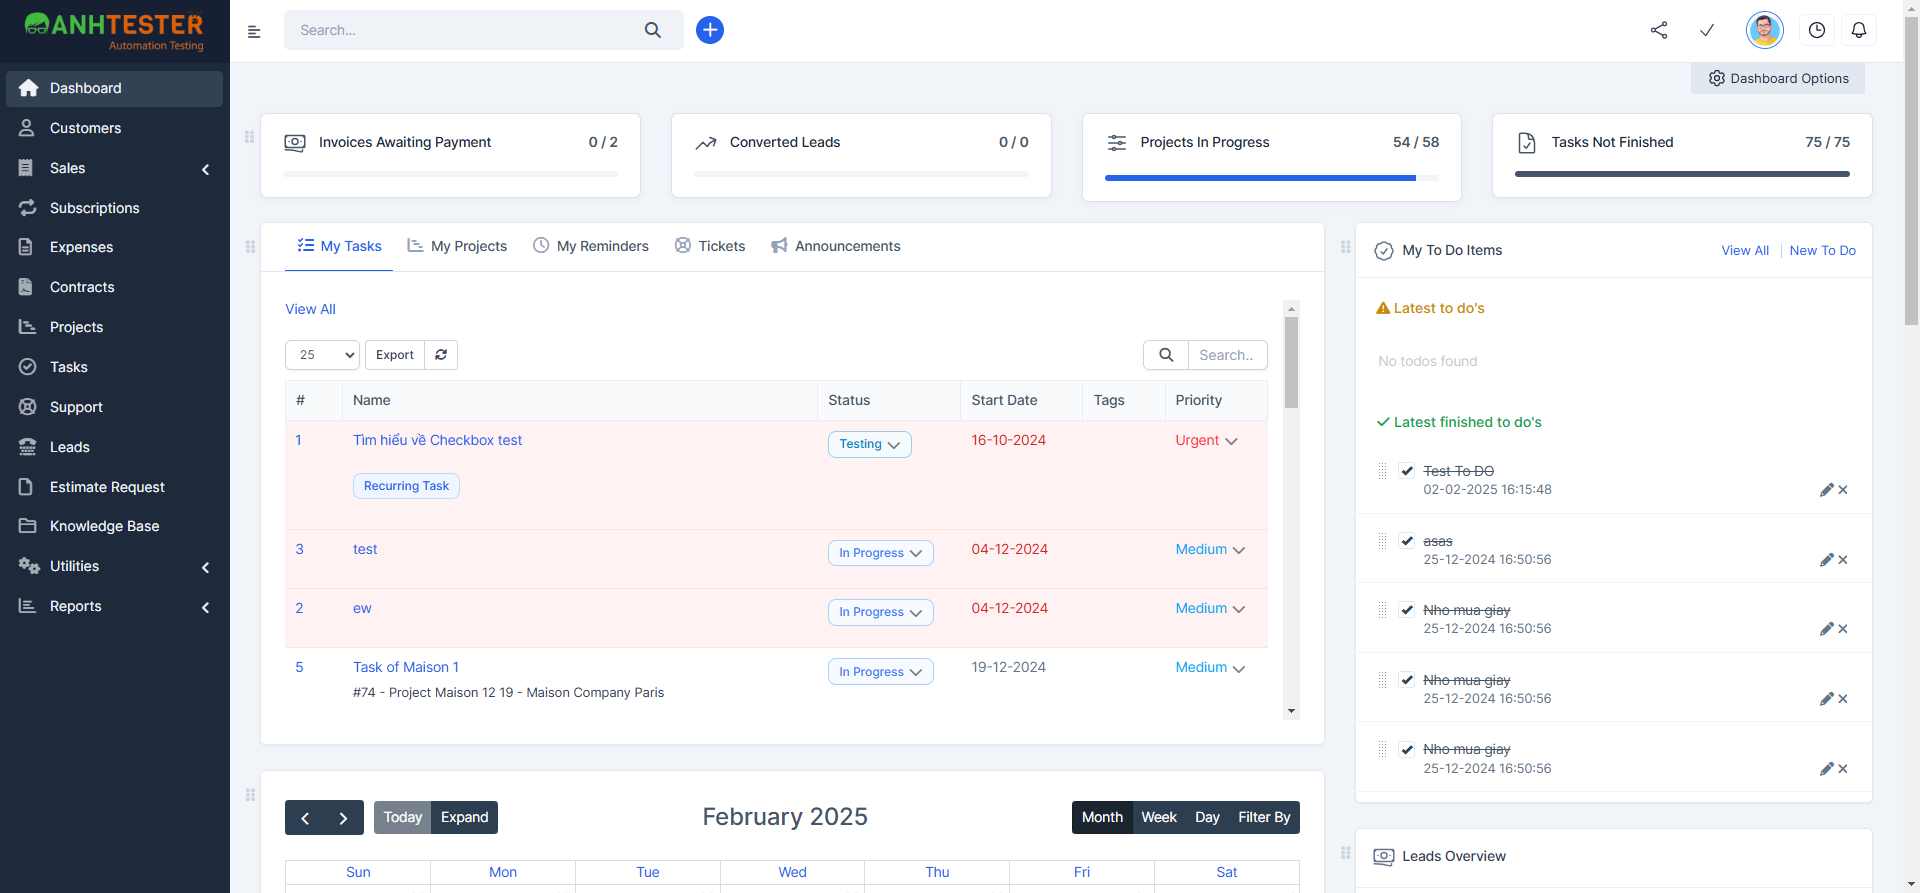 ANHTESTER
Automation Testing
Search...
Dashboard
Customers
Sales
Subscriptions
Expenses
Contracts
Projects
Tasks
Support
Leads
Estimate Request
Knowledge Base
Utilities
Reports
Dashboard Options
Invoices Awaiting Payment 0 / 2
Converted Leads 0 / 0
Projects In Progress 54 / 58
Tasks Not Finished 75 / 75
My Tasks My Projects My Reminders Tickets Announcements
View All
25 Export Search..
# Name Status Start Date Tags Priority
1 Tìm hiểu về Checkbox test Testing 16-10-2024 Urgent
Recurring Task
3 test In Progress 04-12-2024 Medium
2 ew In Progress 04-12-2024 Medium
5 Task of Maison 1 In Progress 19-12-2024 Medium
#74 - Project Maison 12 19 - Maison Company Paris
My To Do Items View All New To Do
Latest to do's
No todos found
Latest finished to do's
Test To DO
02-02-2025 16:15:48
asas
25-12-2024 16:50:56
Nho mua giay
25-12-2024 16:50:56
Nho mua giay
25-12-2024 16:50:56
Nho mua giay
25-12-2024 16:50:56
Today Expand February 2025 Month Week Day Filter By
Sun Mon Tue Wed Thu Fri Sat
Leads Overview